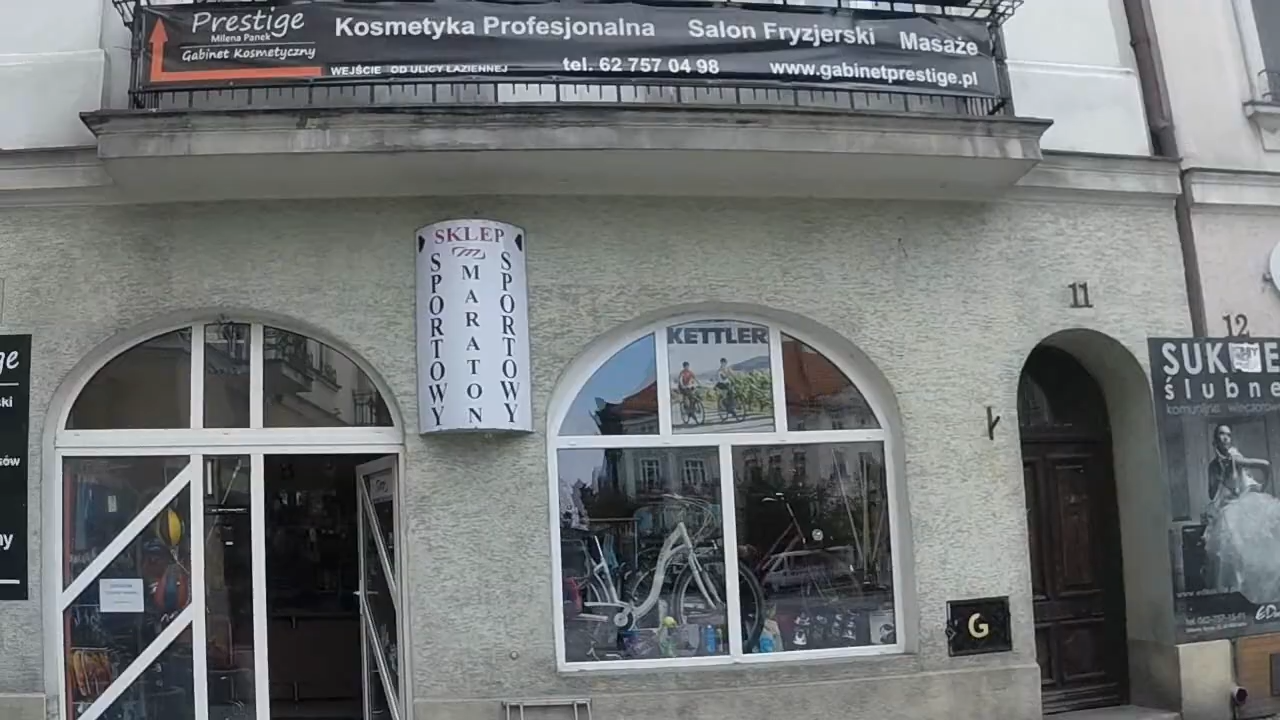 Prestige
Milena Panek
Gabinet Kosmetyczny
Kosmetyka Profesjonalna Salon Fryzjerski Masaże
WEJŚCIE OD ULICY ŁAZIENNEJ
tel. 62 757 04 98 www.gabinetprestige.pl
SKLEP
SPORTOWY
MARATON
SPORTOWY
KETTLER
11
12
G
ślubne
komunijne wieczorowe